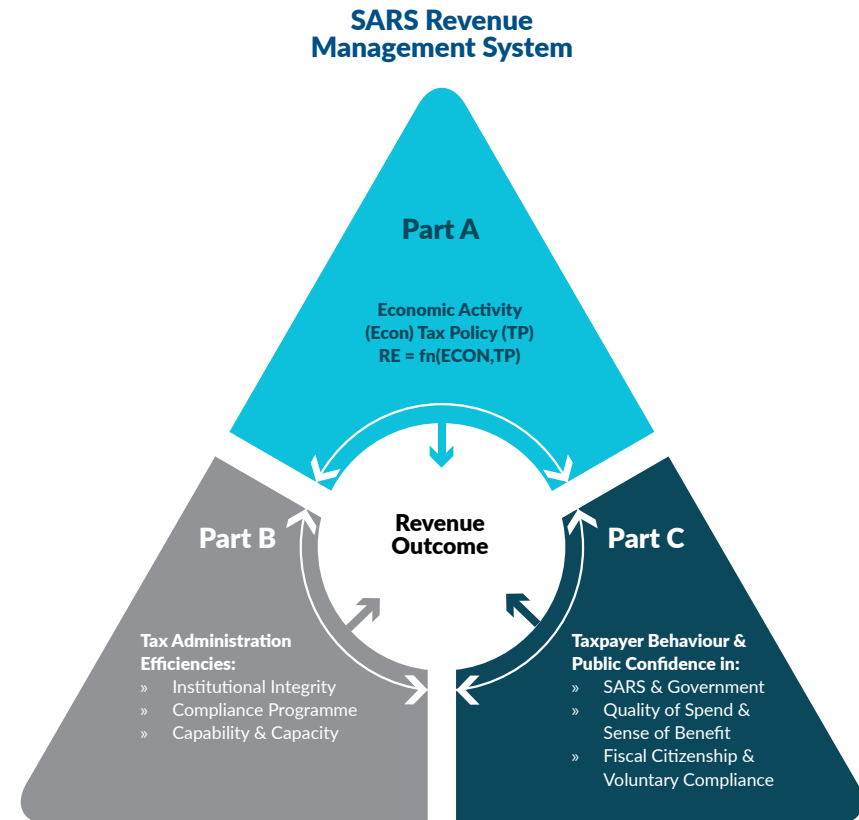 SARS Revenue
Management System
Part A
Economic Activity
(Econ) Tax Policy (TP)
RE = fn(ECON,TP)
Revenue
Outcome
Part B
Tax Administration
Efficiencies:
» Institutional Integrity
» Compliance Programme
» Capability & Capacity
Part C
Taxpayer Behaviour &
Public Confidence in:
» SARS & Government
» Quality of Spend &
Sense of Benefit
» Fiscal Citizenship &
Voluntary Compliance